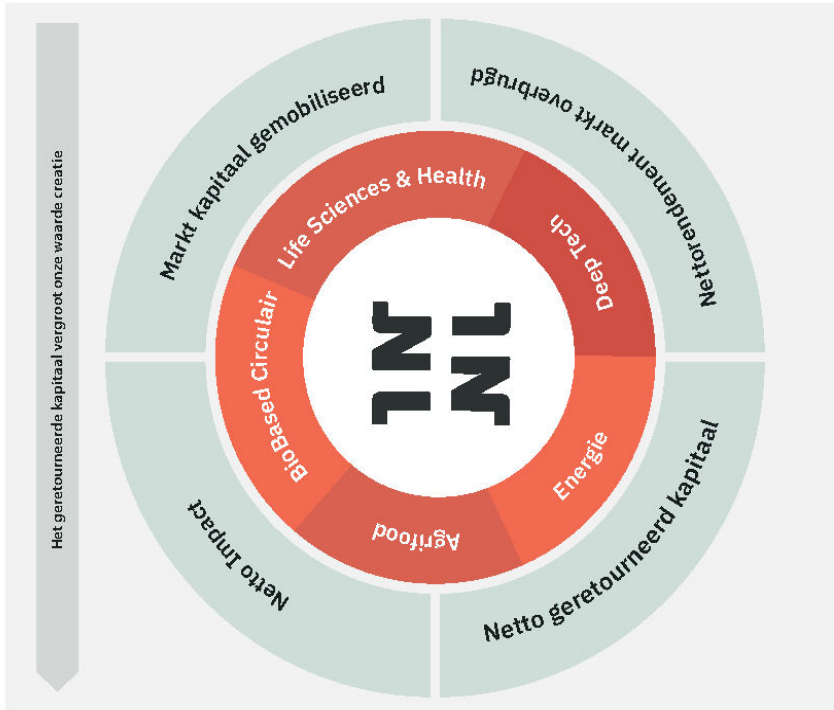 Het geretourneerde kapitaal vergroot onze waarde creatie
Markt kapitaal gemobiliseerd
Nettorendement markt overbrugd
Netto geretourneerd kapitaal
Netto Impact
Life Sciences & Health
Deep Tech
Energie
Agrifood
BioBased Circulair